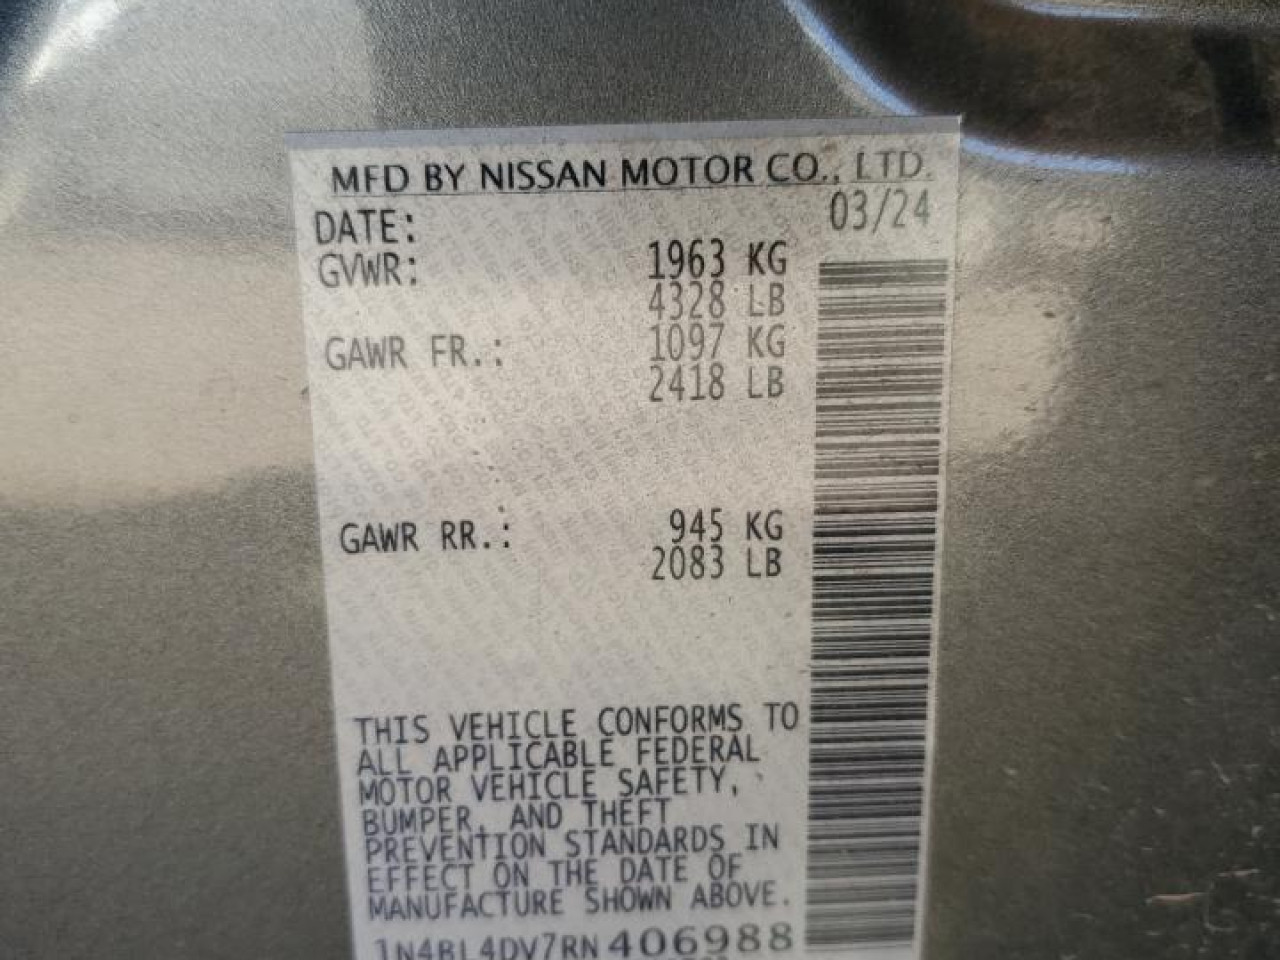 MFD BY NISSAN MOTOR CO., LTD.
DATE: 03/24
GVWR: 1963 KG
4328 LB
GAWR FR.: 1097 KG
2418 LB
GAWR RR.: 945 KG
2083 LB
THIS VEHICLE CONFORMS TO
ALL APPLICABLE FEDERAL
MOTOR VEHICLE SAFETY,
BUMPER, AND THEFT
PREVENTION STANDARDS IN
EFFECT ON THE DATE OF
MANUFACTURE SHOWN ABOVE.
1N4BL4DV7RN406988